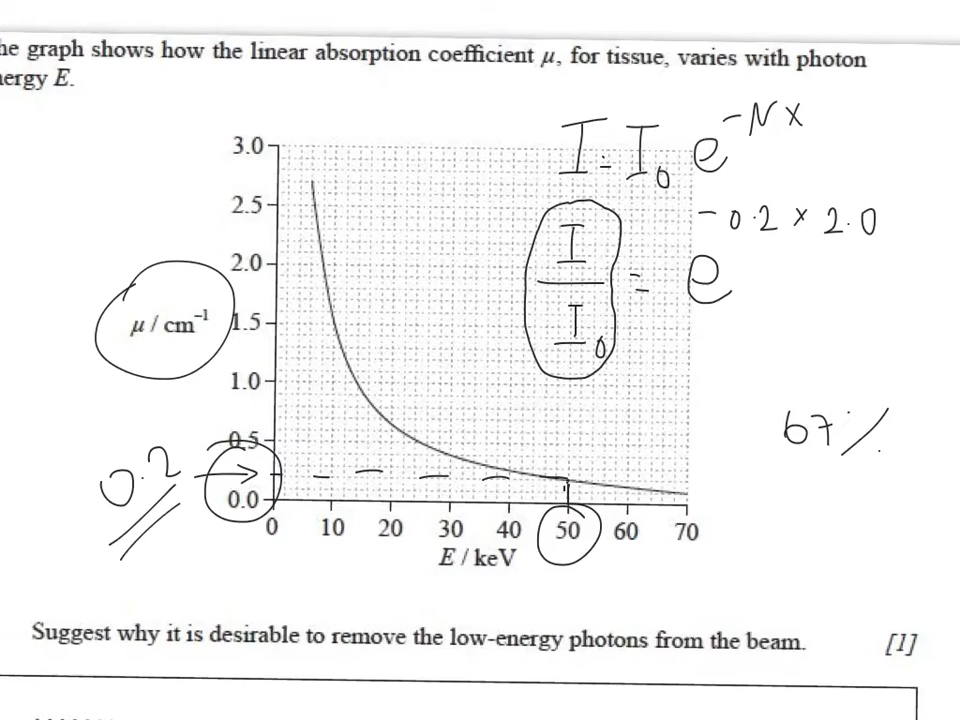 he graph shows how the linear absorption coefficient μ, for tissue, varies with photon
nergy E.
I = I₀ e^-μx
3.0
2.5
2.0
μ / cm⁻¹ 1.5
1.0
0.5
0.0
0.2
I/I₀ = e^-0.2 × 2.0
67%
0 10 20 30 40 50 60 70
E / keV
Suggest why it is desirable to remove the low-energy photons from the beam. [1]